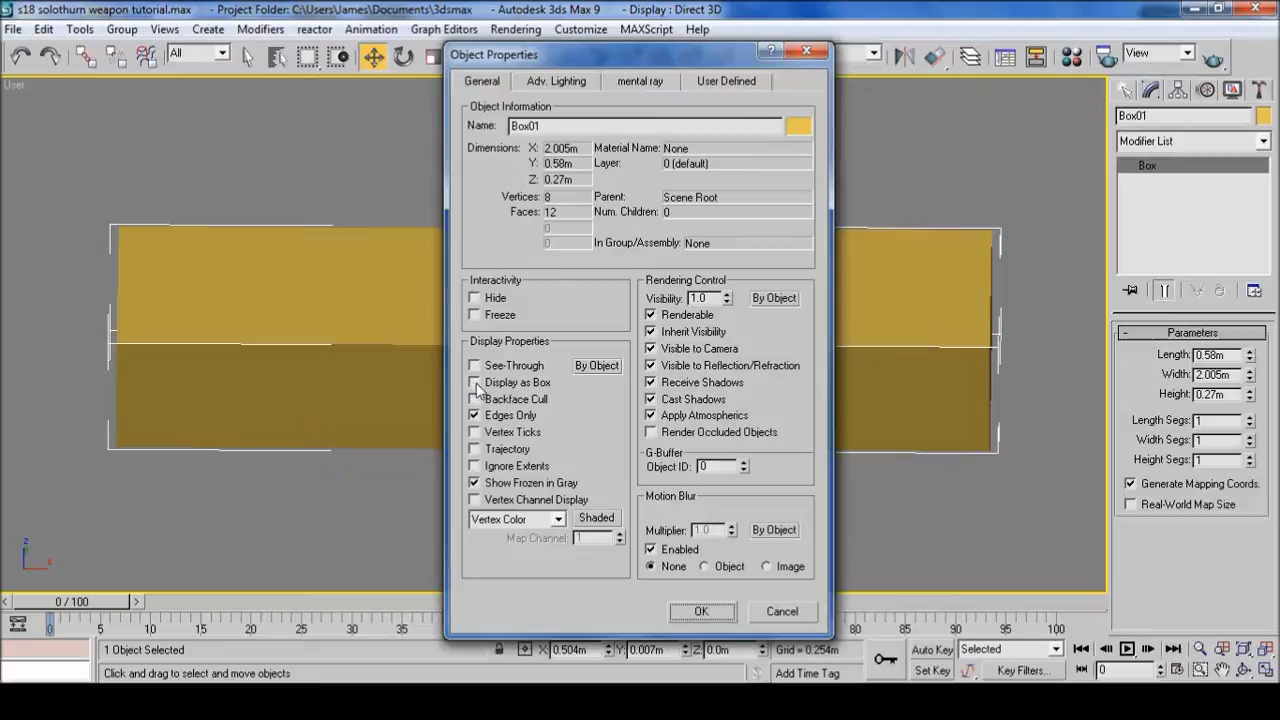 s18 solothurn weapon tutorial.max - Project Folder: C:\Users\James\Documents\3dsmax - Autodesk 3ds Max 9 - Display : Direct 3D
File Edit Tools Group Views Create Modifiers reactor Animation Graph Editors Rendering Customize MAXScript Help
All View
User
Object Properties
General Adv. Lighting mental ray User Defined
Object Information
Name: Box01
Dimensions: X: 2.005m Material Name: None
Y: 0.58m Layer: 0 (default)
Z: 0.27m
Vertices: 8 Parent: Scene Root
Faces: 12 Num. Children: 0
0
0 In Group/Assembly: None
Interactivity
Hide
Freeze
Display Properties
See-Through By Object
Display as Box
Backface Cull
Edges Only
Vertex Ticks
Trajectory
Ignore Extents
Show Frozen in Gray
Vertex Channel Display
Vertex Color Shaded
Map Channel: 1
Rendering Control
Visibility: 1.0 By Object
Renderable
Inherit Visibility
Visible to Camera
Visible to Reflection/Refraction
Receive Shadows
Cast Shadows
Apply Atmospherics
Render Occluded Objects
G-Buffer
Object ID: 0
Motion Blur
Multiplier: 1.0 By Object
Enabled
None Object Image
OK Cancel
Box01
Modifier List
Box
- Parameters
Length: 0.58m
Width: 2.005m
Height: 0.27m
Length Segs: 1
Width Segs: 1
Height Segs: 1
Generate Mapping Coords.
Real-World Map Size
z
x
0 / 100
0 5 10 15 20 25 30 35 80 85 90 95 100
1 Object Selected X: 0.504m Y: 0.007m Z: 0.0m Grid = 0.254m Auto Key Selected
Click and drag to select and move objects Add Time Tag Set Key Key Filters... 0